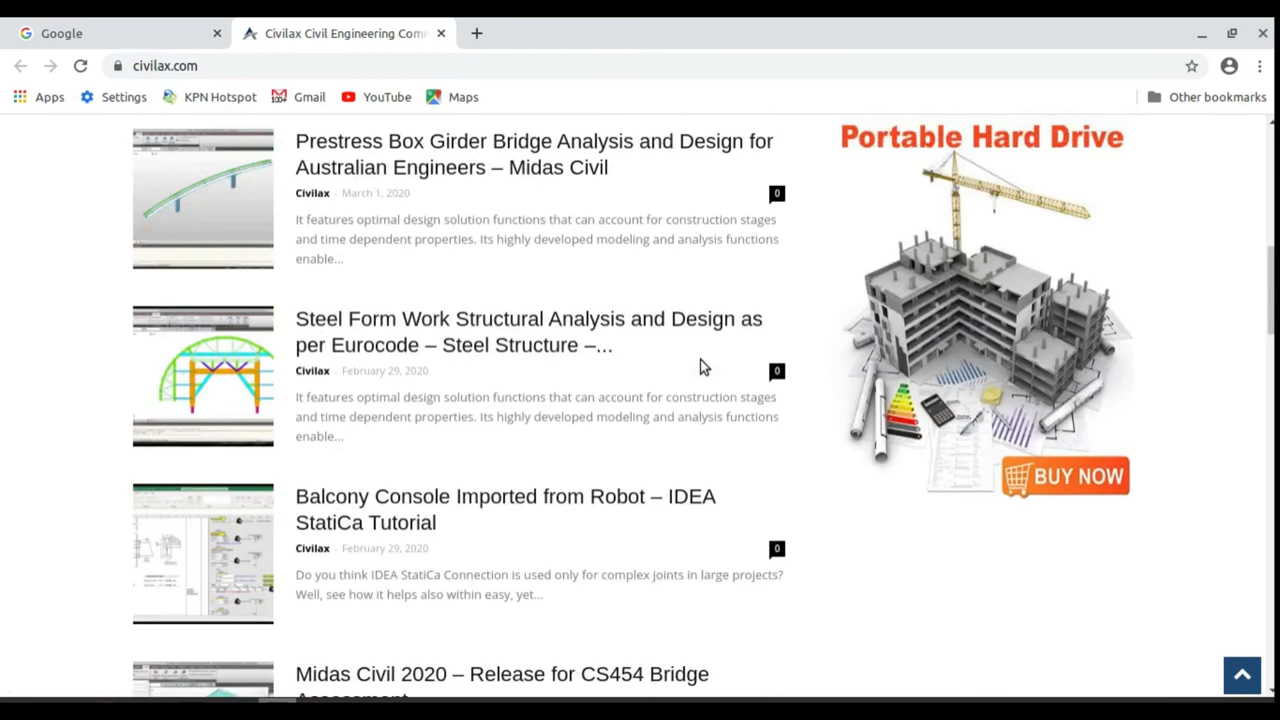 Google
Civilax Civil Engineering Com
civilax.com
Apps
Settings
KPN Hotspot
Gmail
YouTube
Maps
Other bookmarks
Prestress Box Girder Bridge Analysis and Design for
Australian Engineers – Midas Civil
Civilax - March 1, 2020
0
It features optimal design solution functions that can account for construction stages
and time dependent properties. Its highly developed modeling and analysis functions
enable...
Steel Form Work Structural Analysis and Design as
per Eurocode – Steel Structure –...
Civilax - February 29, 2020
0
It features optimal design solution functions that can account for construction stages
and time dependent properties. Its highly developed modeling and analysis functions
enable...
Balcony Console Imported from Robot – IDEA
StatiCa Tutorial
Civilax - February 29, 2020
0
Do you think IDEA StatiCa Connection is used only for complex joints in large projects?
Well, see how it helps also within easy, yet...
Midas Civil 2020 – Release for CS454 Bridge
Assessment
Portable Hard Drive
BUY NOW